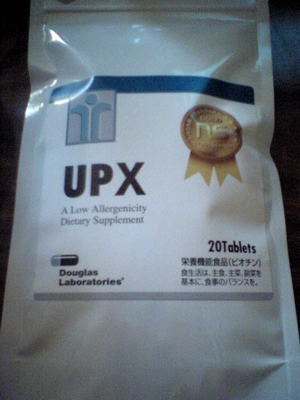 UPX
A Low Allergenicity
Dietary Supplement
20Tablets
Douglas
Laboratories®
栄養機能食品(ビオチン)
食生活は、主食、主菜、副菜を
基本に、食事のバランスを。